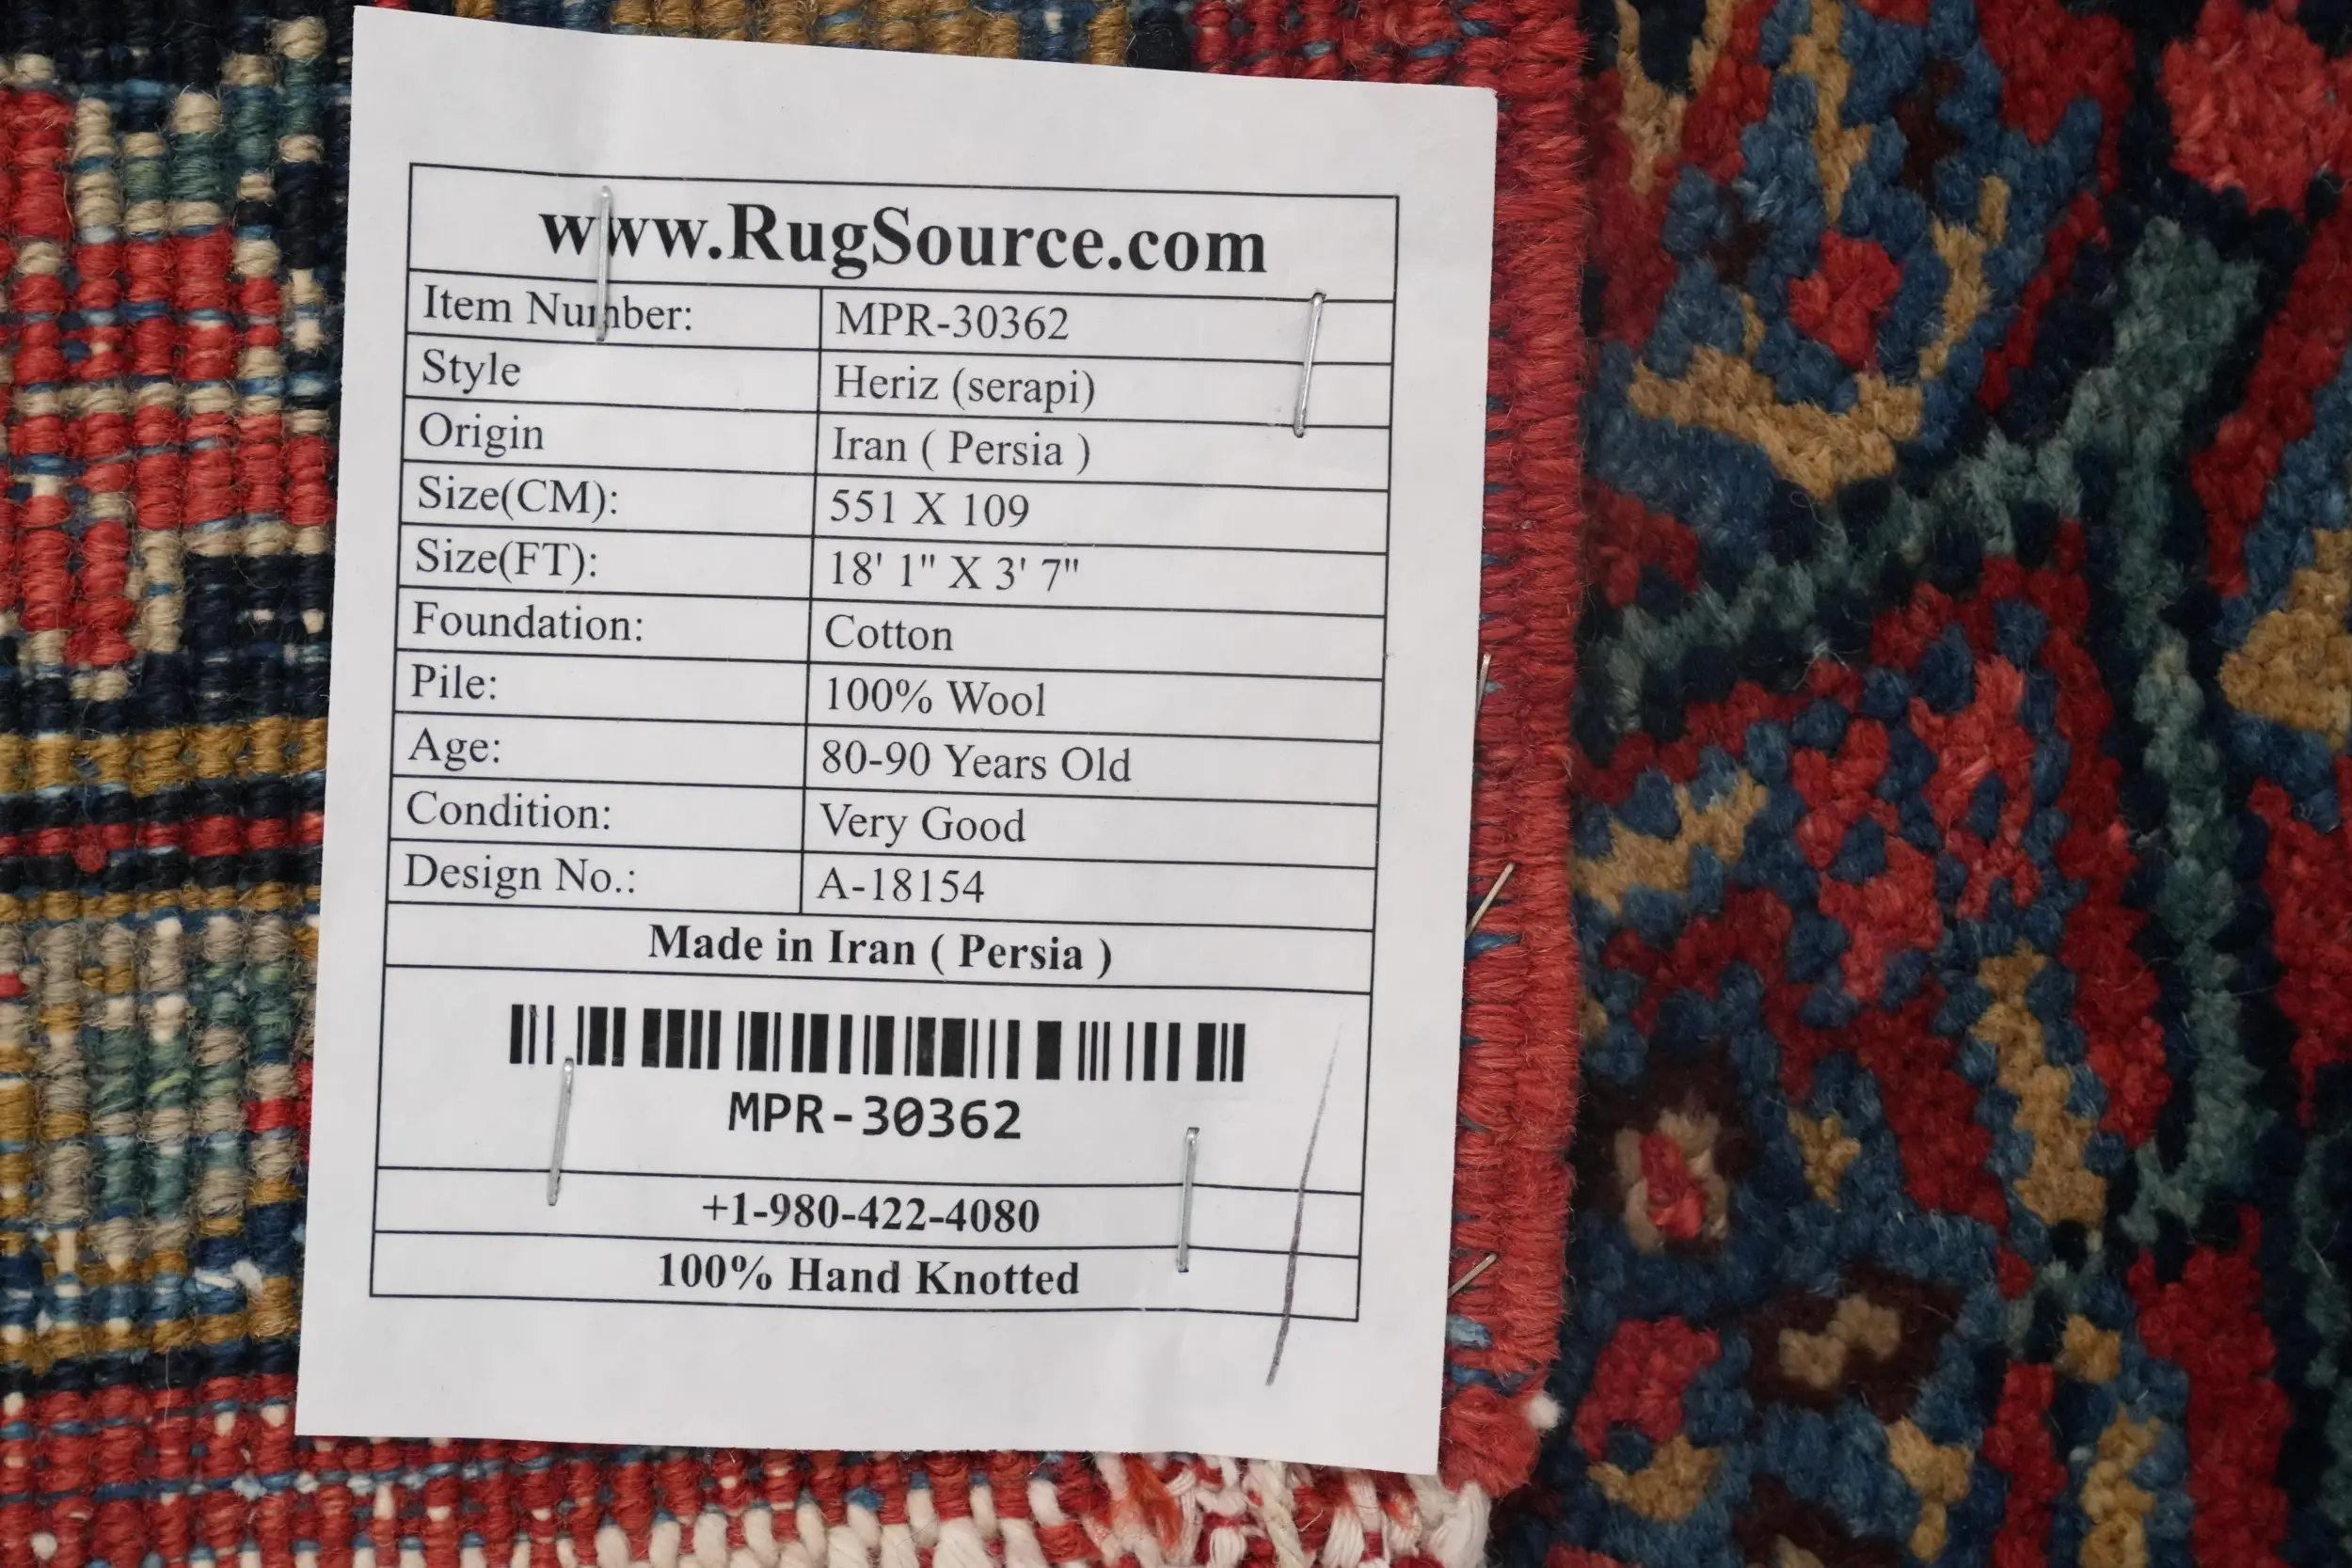 www.RugSource.com
Item Number: MPR-30362
Style Heriz (serapi)
Origin Iran ( Persia )
Size(CM): 551 X 109
Size(FT): 18' 1" X 3' 7"
Foundation: Cotton
Pile: 100% Wool
Age: 80-90 Years Old
Condition: Very Good
Design No.: A-18154
Made in Iran ( Persia )
MPR-30362
+1-980-422-4080
100% Hand Knotted